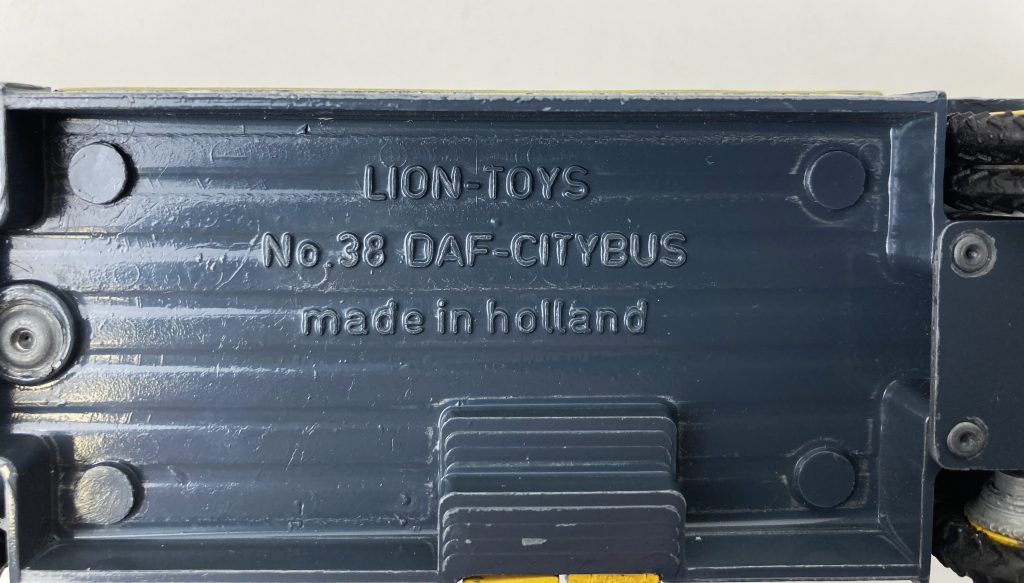 LION-TOYS
No.38 DAF-CITYBUS
made in holland